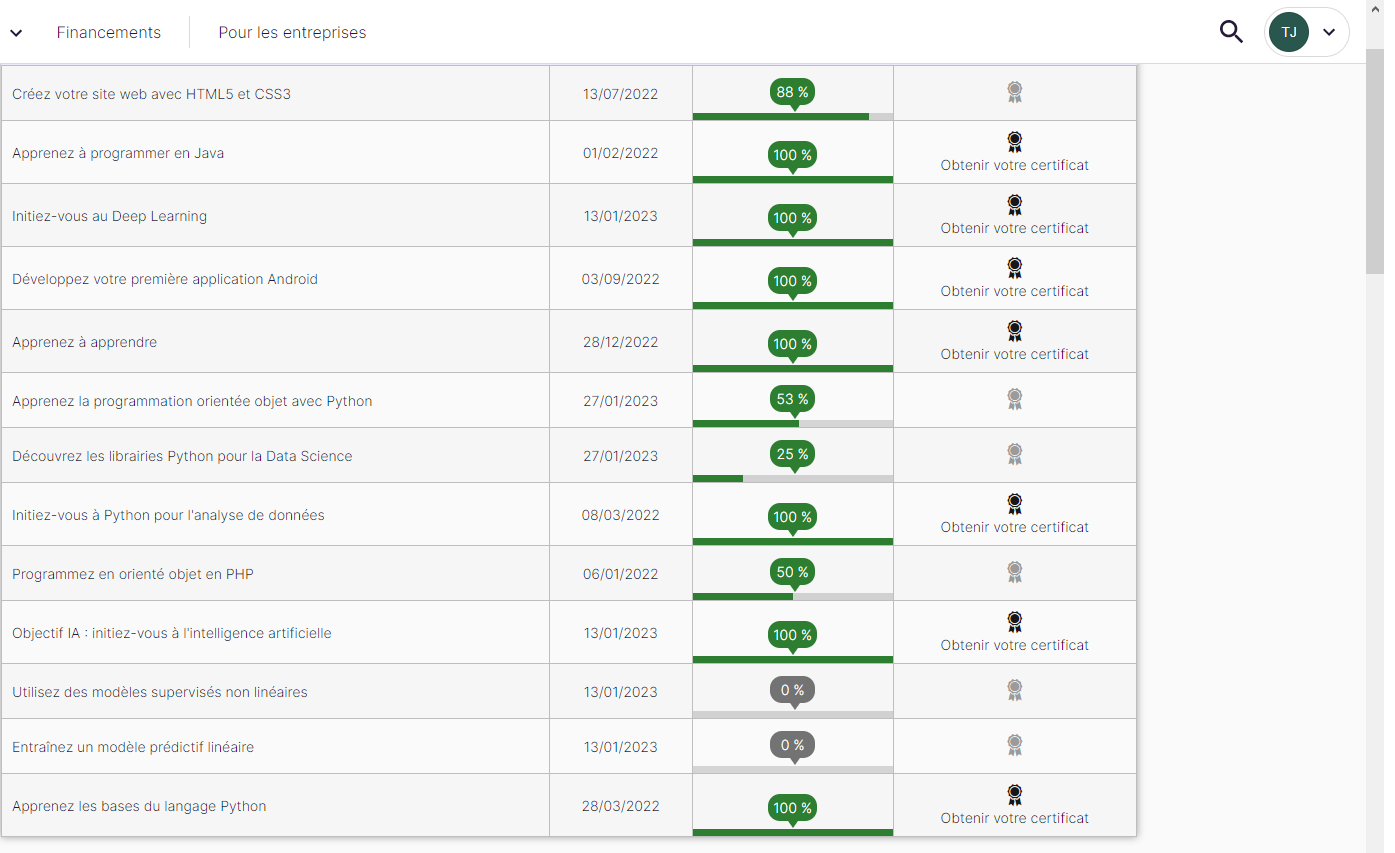 Financements
Pour les entreprises
TJ
Créez votre site web avec HTML5 et CSS3 13/07/2022 88 %
Apprenez à programmer en Java 01/02/2022 100 % Obtenir votre certificat
Initiez-vous au Deep Learning 13/01/2023 100 % Obtenir votre certificat
Développez votre première application Android 03/09/2022 100 % Obtenir votre certificat
Apprenez à apprendre 28/12/2022 100 % Obtenir votre certificat
Apprenez la programmation orientée objet avec Python 27/01/2023 53 %
Découvrez les librairies Python pour la Data Science 27/01/2023 25 %
Initiez-vous à Python pour l'analyse de données 08/03/2022 100 % Obtenir votre certificat
Programmez en orienté objet en PHP 06/01/2022 50 %
Objectif IA : initiez-vous à l'intelligence artificielle 13/01/2023 100 % Obtenir votre certificat
Utilisez des modèles supervisés non linéaires 13/01/2023 0 %
Entraînez un modèle prédictif linéaire 13/01/2023 0 %
Apprenez les bases du langage Python 28/03/2022 100 % Obtenir votre certificat